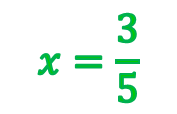 x = 3/5